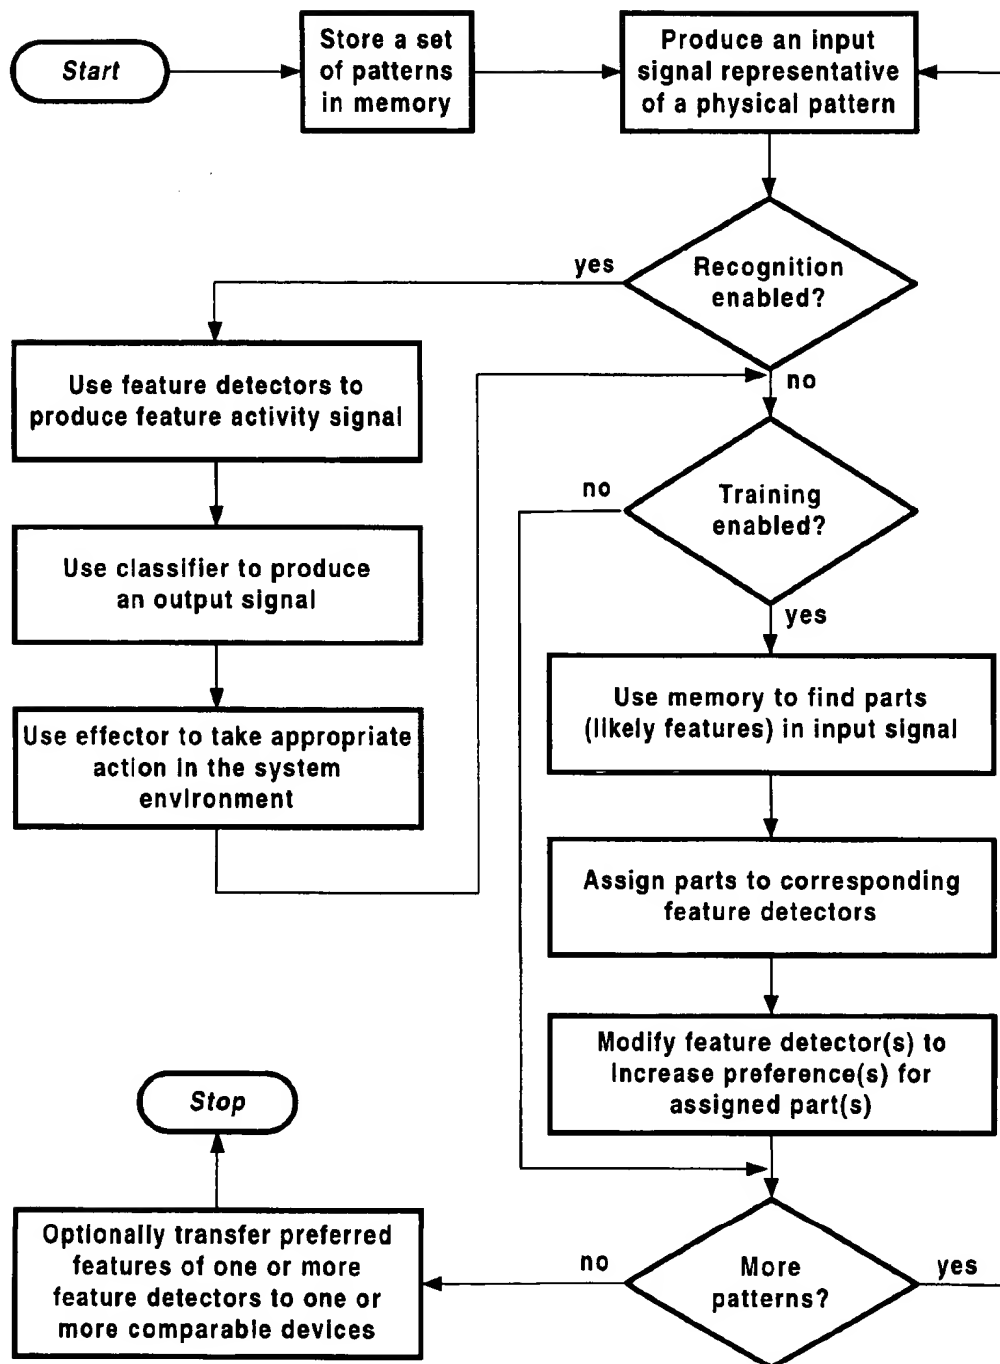 Start
Store a set
of patterns
in memory
Produce an input
signal representative
of a physical pattern
Recognition
enabled?
yes
no
Use feature detectors to
produce feature activity signal
Use classifier to produce
an output signal
Use effector to take appropriate
action in the system
environment
Training
enabled?
no
yes
Use memory to find parts
(likely features) in input signal
Assign parts to corresponding
feature detectors
Modify feature detector(s) to
increase preference(s) for
assigned part(s)
More
patterns?
yes
no
Optionally transfer preferred
features of one or more
feature detectors to one or
more comparable devices
Stop